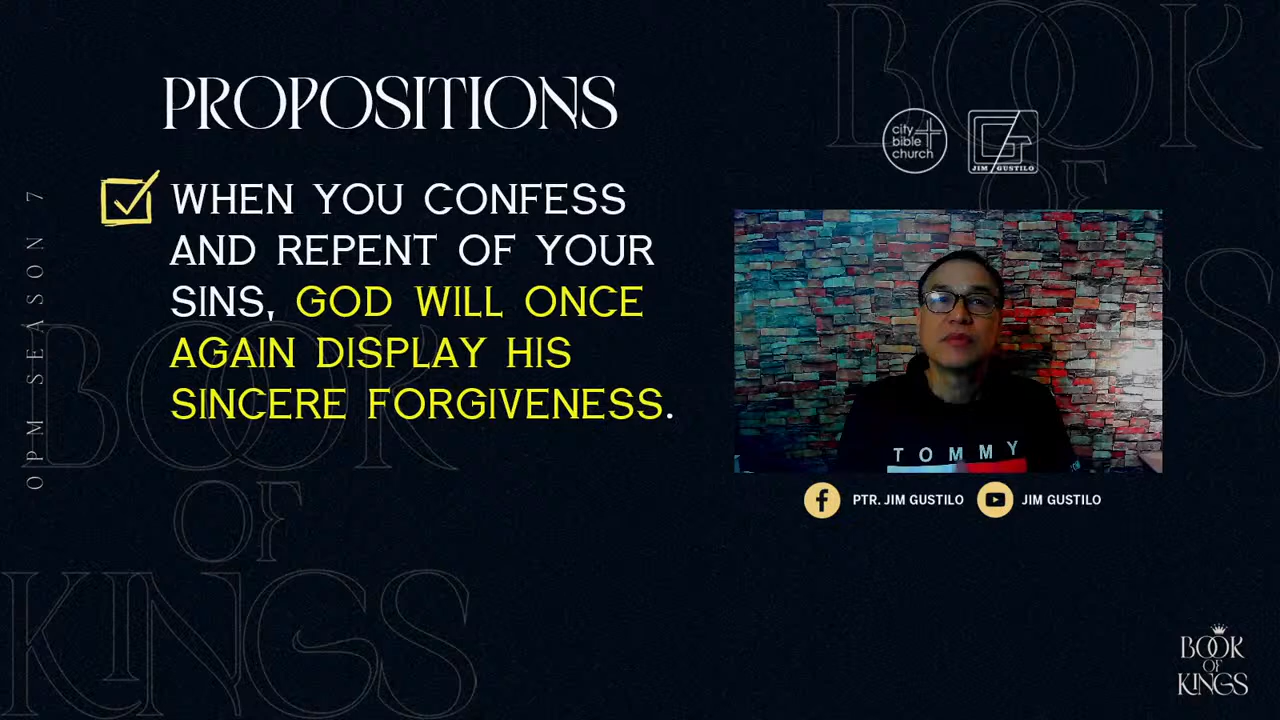 PROPOSITIONS
WHEN YOU CONFESS
AND REPENT OF YOUR
SINS, GOD WILL ONCE
AGAIN DISPLAY HIS
SINCERE FORGIVENESS.
OPM SEASON 7
BOOK
OF
KINGS
BOOK
OF
KINGS
city
bible
church
JIM GUSTILO
TOMMY
PTR. JIM GUSTILO
JIM GUSTILO
BOOK
OF
KINGS